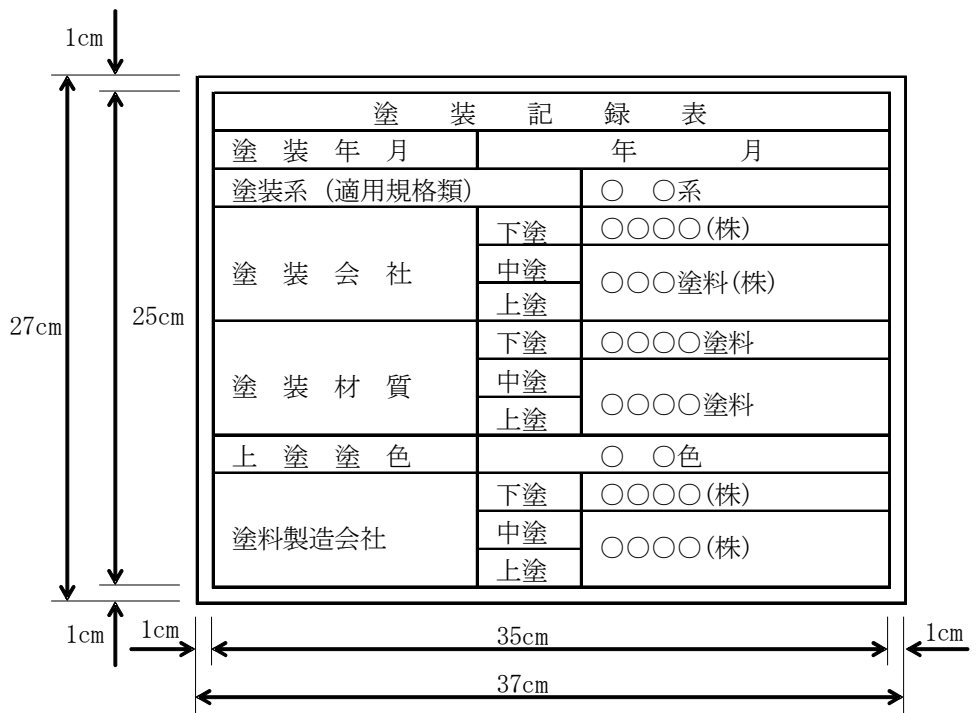 1cm
塗 装 記 録 表
塗 装 年 月 年 月
塗装系 (適用規格類) ○ ○系
下塗 ○○○○(株)
塗 装 会 社 中塗 ○○○塗料(株)
上塗
27cm 25cm
下塗 ○○○○塗料
塗 装 材 質 中塗 ○○○○塗料
上塗
上 塗 塗 色 ○ ○色
下塗 ○○○○(株)
塗料製造会社 中塗 ○○○○(株)
上塗
1cm 1cm 35cm 1cm
37cm